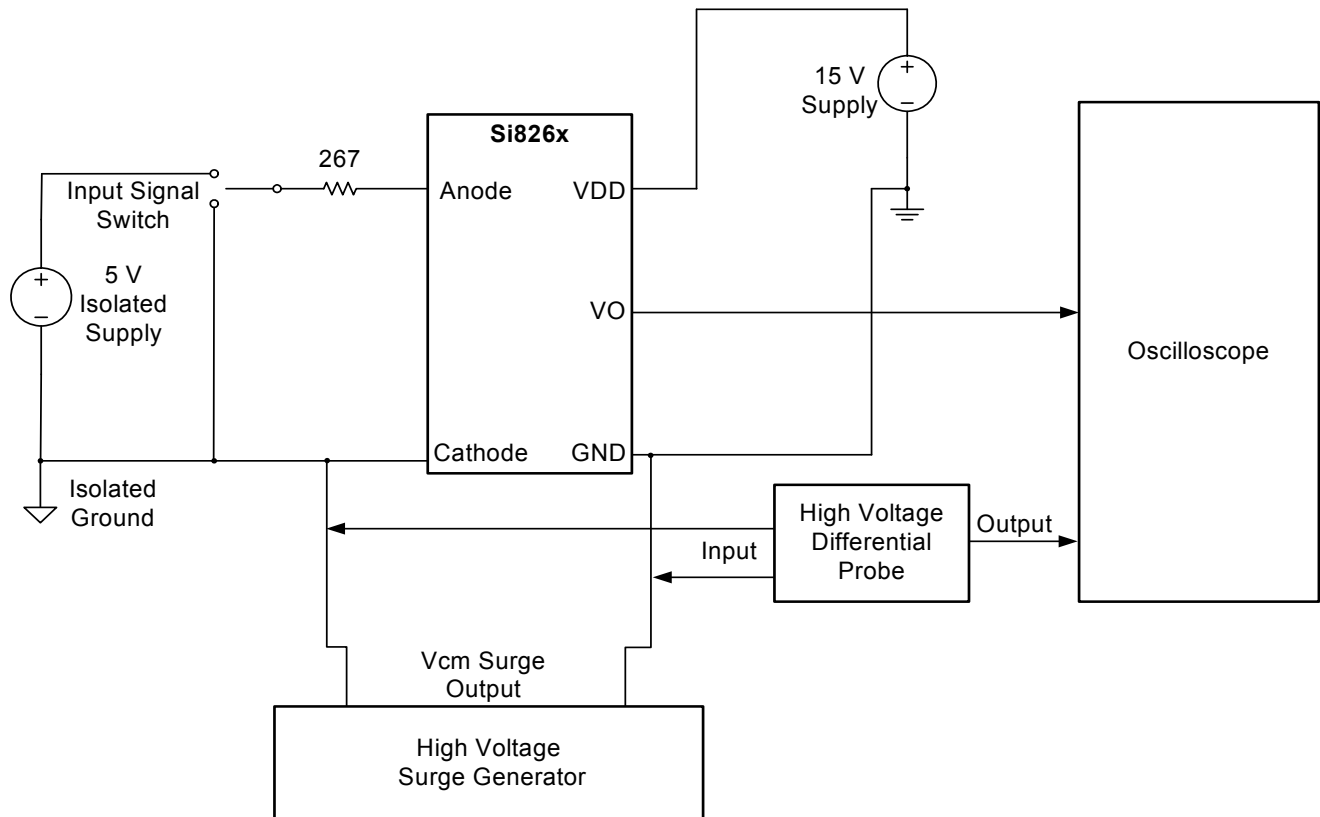 15 V
Supply
+
–
Si826x
267
Anode
VDD
Input Signal
Switch
+
–
5 V
Isolated
Supply
VO
Oscilloscope
Cathode
GND
Isolated
Ground
High Voltage
Differential
Probe
Input
Output
Vcm Surge
Output
High Voltage
Surge Generator